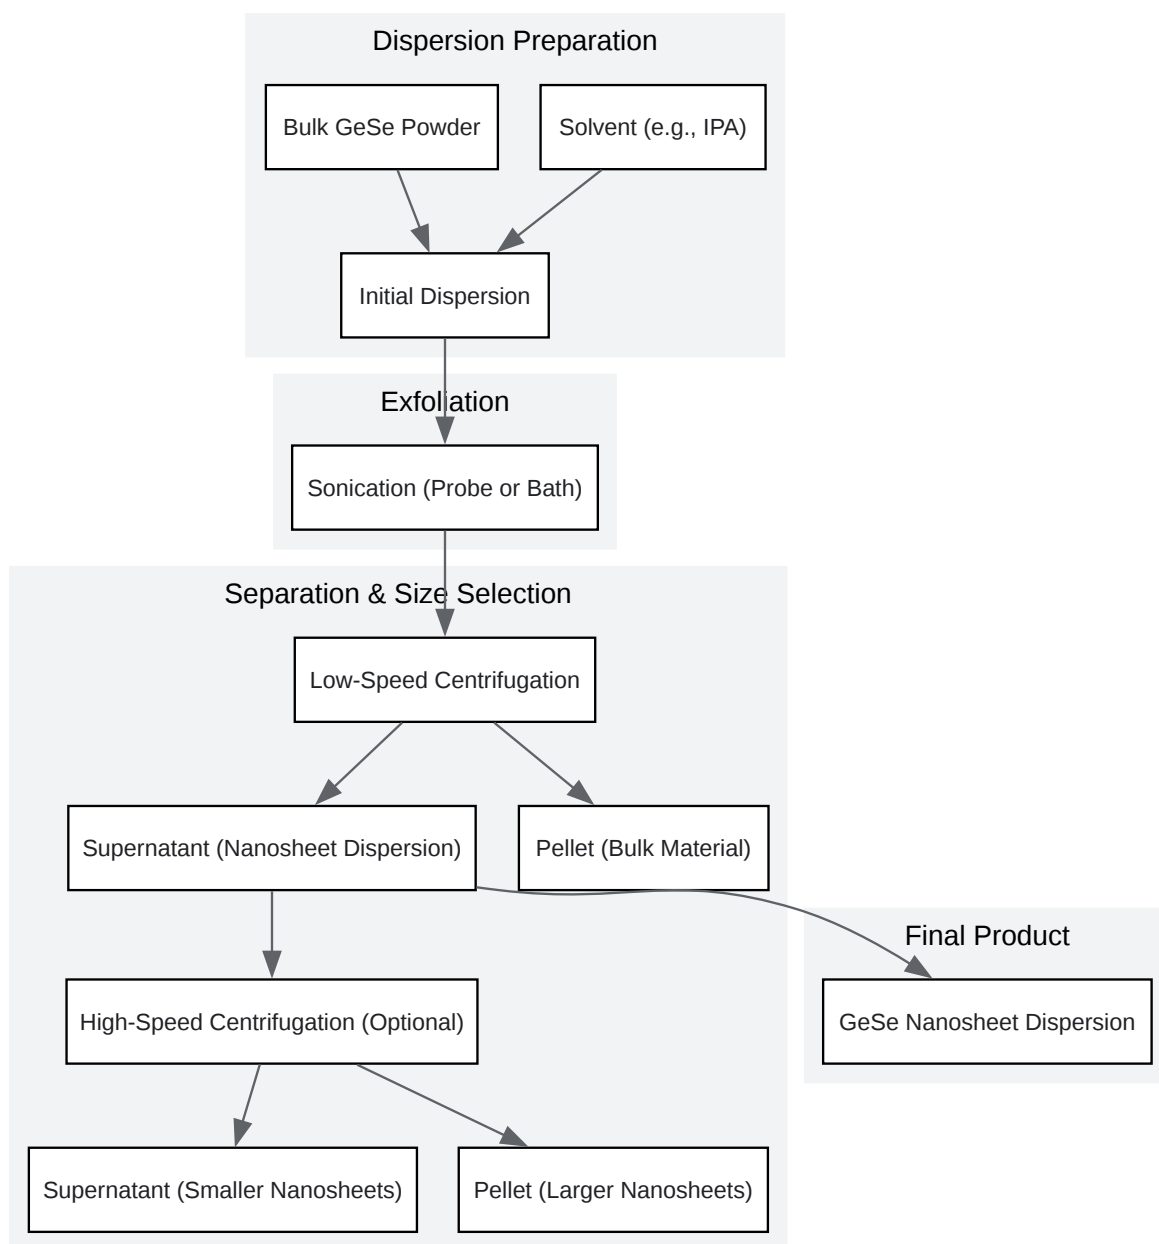 Dispersion Preparation
Bulk GeSe Powder
Solvent (e.g., IPA)
Initial Dispersion
Exfoliation
Sonication (Probe or Bath)
Separation & Size Selection
Low-Speed Centrifugation
Supernatant (Nanosheet Dispersion)
Pellet (Bulk Material)
Final Product
High-Speed Centrifugation (Optional)
GeSe Nanosheet Dispersion
Supernatant (Smaller Nanosheets)
Pellet (Larger Nanosheets)